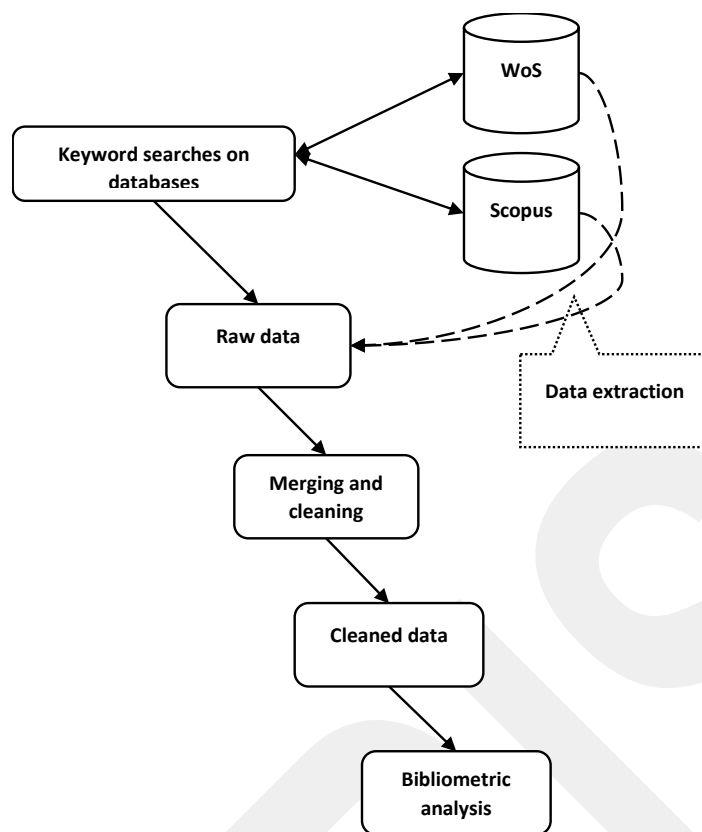 WoS
Keyword searches on
databases
Scopus
Raw data
Data extraction
Merging and
cleaning
Cleaned data
Bibliometric
analysis